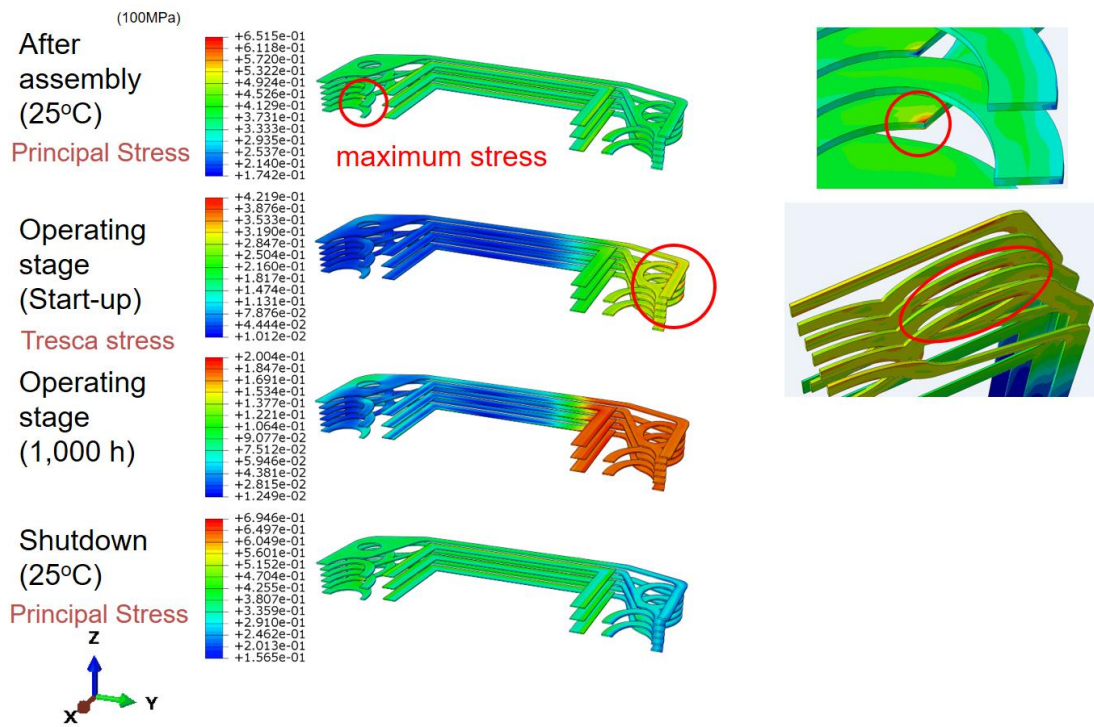 (100MPa)
After
assembly
(25°C)
Principal Stress
+6.515e-01
+6.118e-01
+5.720e-01
+5.322e-01
+4.924e-01
+4.526e-01
+4.129e-01
+4.731e-01
+3.333e-01
+2.935e-01
+2.537e-01
+2.140e-01
+1.742e-01
maximum stress
Operating
stage
(Start-up)
Tresca stress
+4.219e-01
+3.876e-01
+3.533e-01
+3.190e-01
+2.847e-01
+2.504e-01
+2.160e-01
+1.817e-01
+1.474e-01
+1.131e-01
+7.876e-02
+4.444e-02
+1.012e-02
Operating
stage
(1,000 h)
+2.004e-01
+1.847e-01
+1.691e-01
+1.534e-01
+1.377e-01
+1.221e-01
+1.064e-01
+9.077e-02
+7.512e-02
+5.946e-02
+4.381e-02
+2.815e-02
+1.249e-02
Shutdown
(25°C)
Principal Stress
+6.946e-01
+6.497e-01
+6.049e-01
+5.601e-01
+5.152e-01
+4.704e-01
+4.255e-01
+3.807e-01
+3.359e-01
+2.910e-01
+2.462e-01
+2.013e-01
+1.565e-01
Z
Y
X